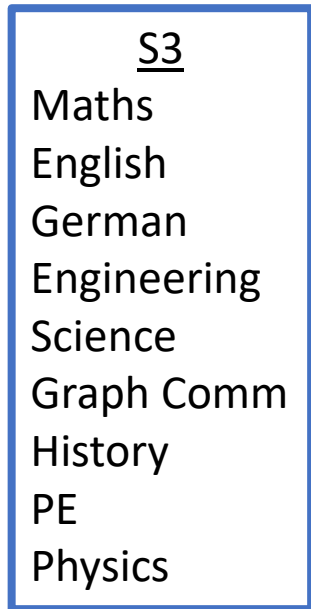 S3
Maths
English
German
Engineering
Science
Graph Comm
History
PE
Physics